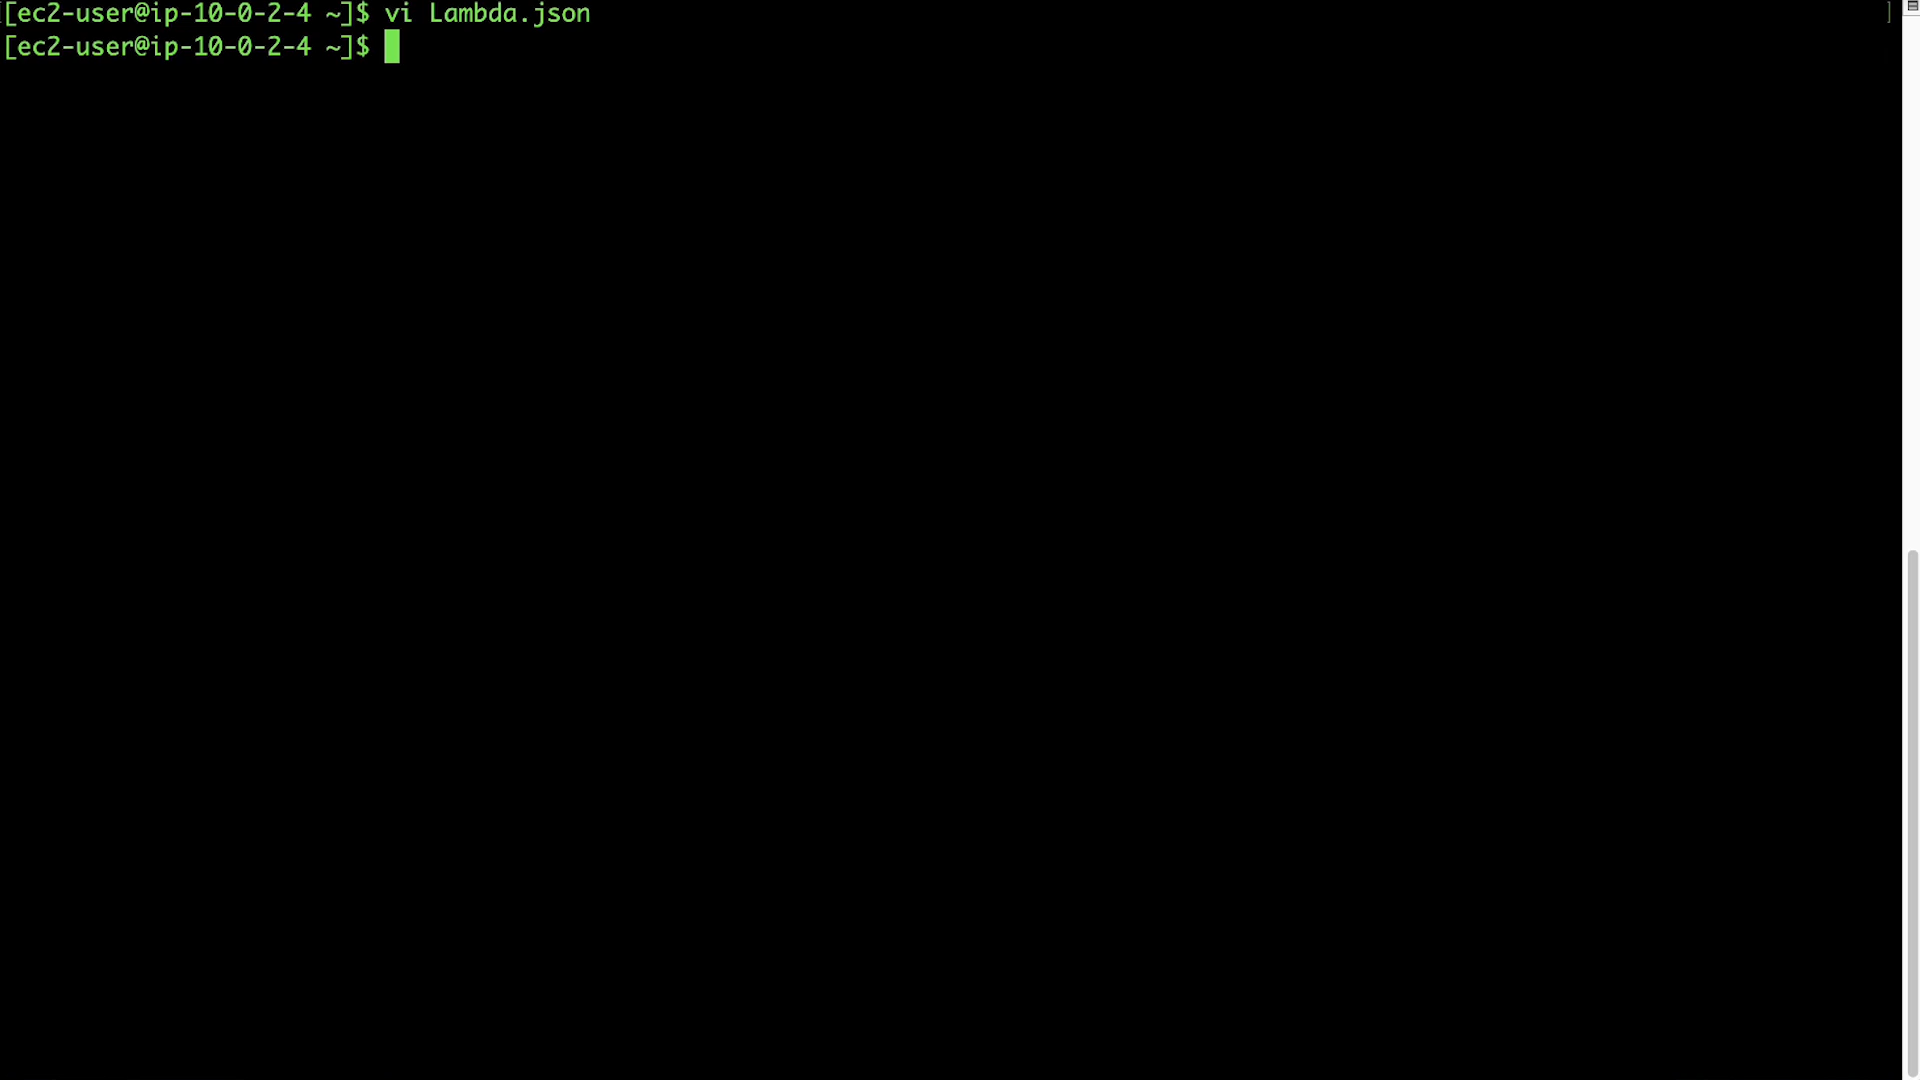 [ec2-user@ip-10-0-2-4 ~]$ vi Lambda.json ]
[ec2-user@ip-10-0-2-4 ~]$